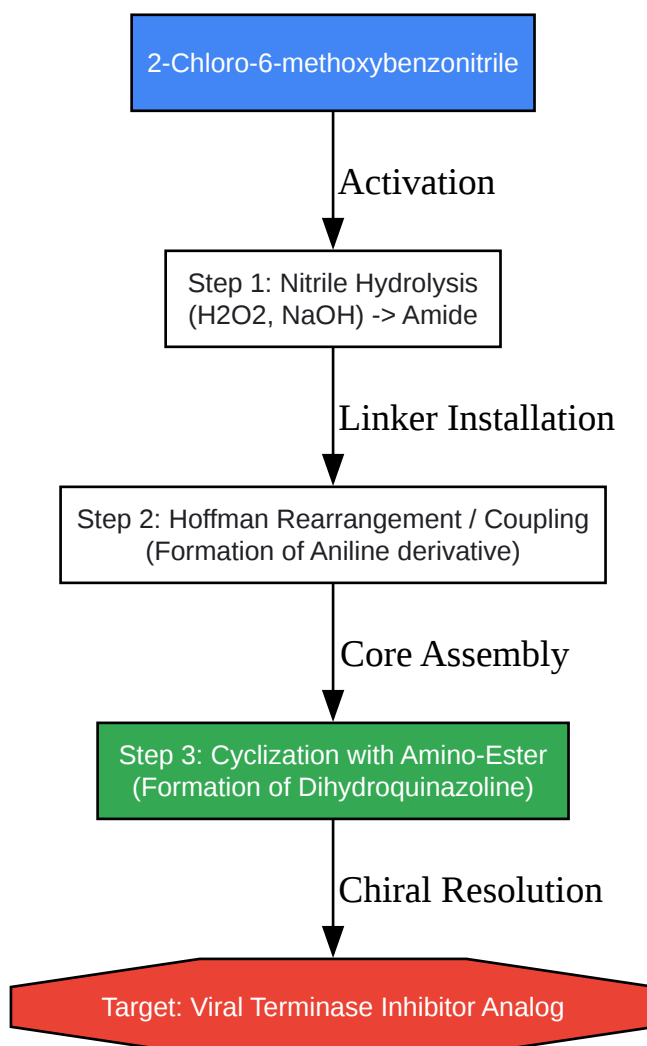 2-Chloro-6-methoxybenzonitrile
Activation
Step 1: Nitrile Hydrolysis
(H2O2, NaOH) -> Amide
Linker Installation
Step 2: Hoffman Rearrangement / Coupling
(Formation of Aniline derivative)
Core Assembly
Step 3: Cyclization with Amino-Ester
(Formation of Dihydroquinazoline)
Chiral Resolution
Target: Viral Terminase Inhibitor Analog